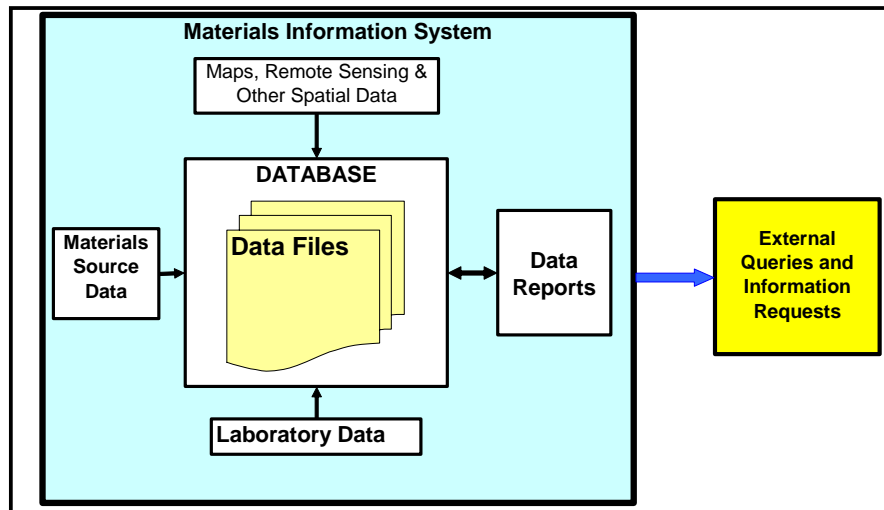 Materials Information System
Maps, Remote Sensing &
Other Spatial Data
DATABASE
Data Files
Materials
Source
Data
Data
Reports
Laboratory Data
External
Queries and
Information
Requests